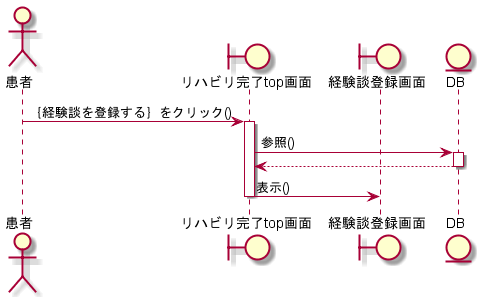 患者
リハビリ完了top画面
経験談登録画面
DB
{経験談を登録する} をクリック()
参照()
表示()
患者
リハビリ完了top画面
経験談登録画面
DB